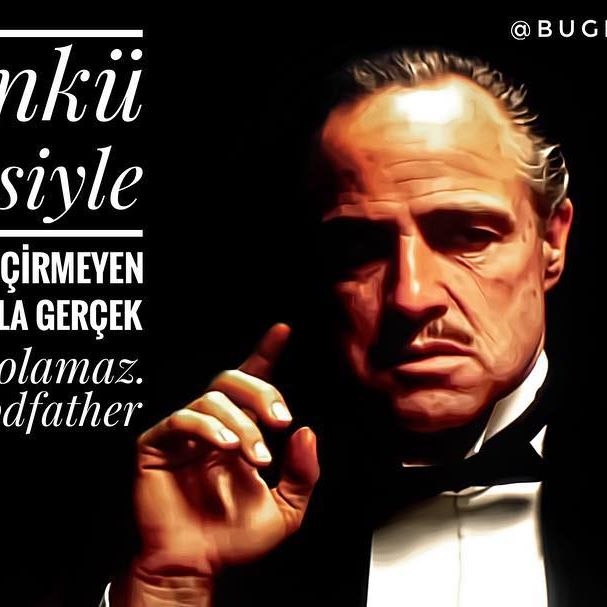 @BUG
nkü
siyle
ÇİRMEYEN
LA GERÇEK
olamaz.
dfather